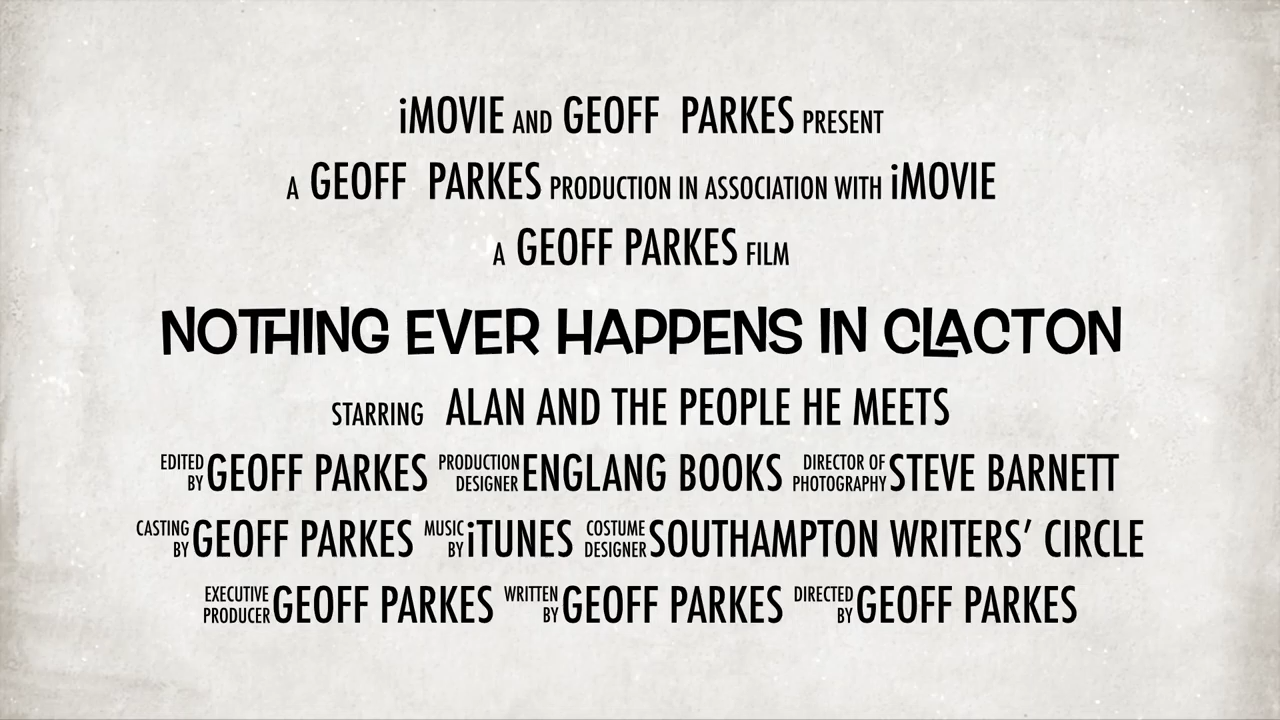 iMOVIE AND GEOFF PARKES PRESENT
A GEOFF PARKES PRODUCTION IN ASSOCIATION WITH iMOVIE
A GEOFF PARKES FILM
NOTHING EVER HAPPENS IN CLACTON
STARRING ALAN AND THE PEOPLE HE MEETS
EDITED BY GEOFF PARKES PRODUCTION DESIGNER ENGLANG BOOKS DIRECTOR OF PHOTOGRAPHY STEVE BARNETT
CASTING BY GEOFF PARKES MUSIC BY iTUNES COSTUME DESIGNER SOUTHAMPTON WRITERS' CIRCLE
EXECUTIVE PRODUCER GEOFF PARKES WRITTEN BY GEOFF PARKES DIRECTED BY GEOFF PARKES